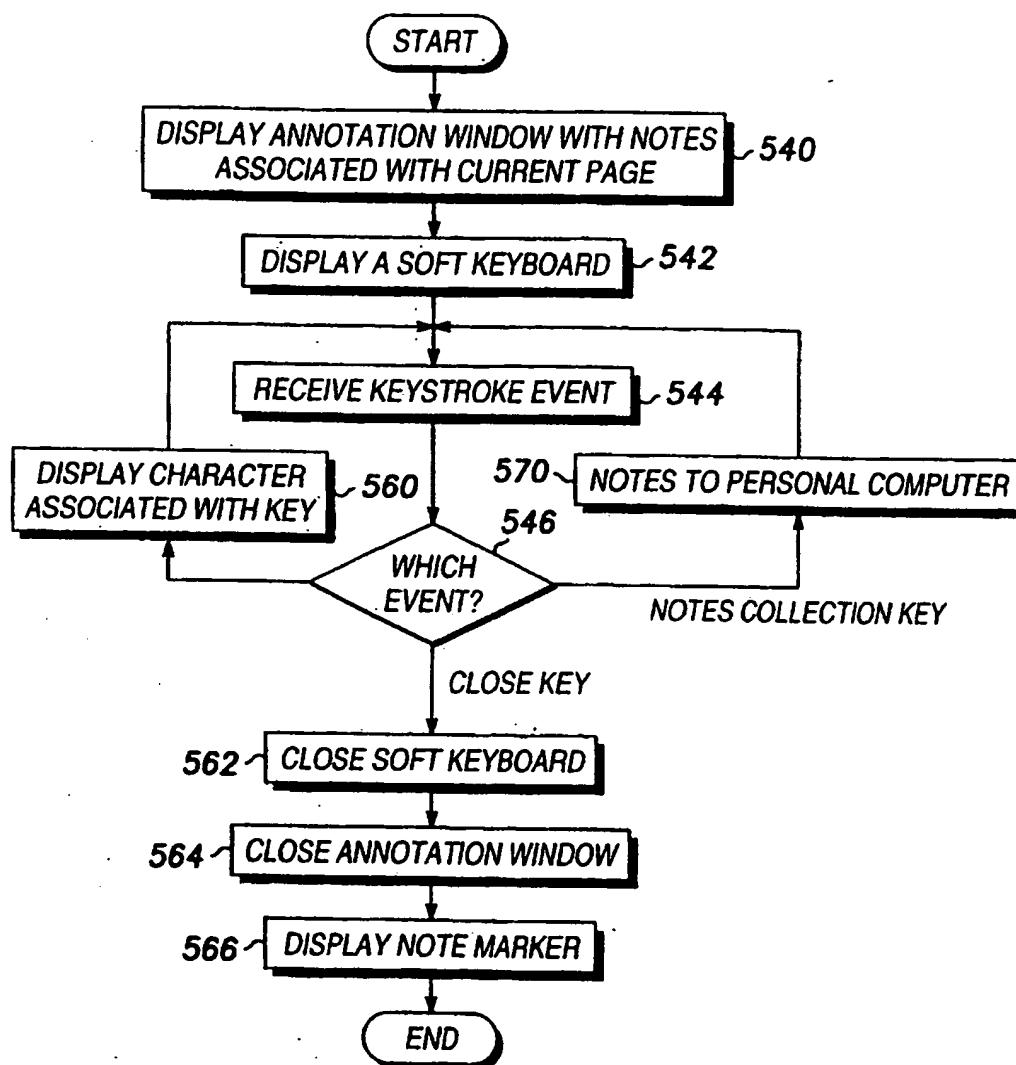 START
DISPLAY ANNOTATION WINDOW WITH NOTES
ASSOCIATED WITH CURRENT PAGE
540
DISPLAY A SOFT KEYBOARD
542
RECEIVE KEYSTROKE EVENT
544
DISPLAY CHARACTER
ASSOCIATED WITH KEY
560
570
NOTES TO PERSONAL COMPUTER
546
WHICH
EVENT?
NOTES COLLECTION KEY
CLOSE KEY
562
CLOSE SOFT KEYBOARD
564
CLOSE ANNOTATION WINDOW
566
DISPLAY NOTE MARKER
END